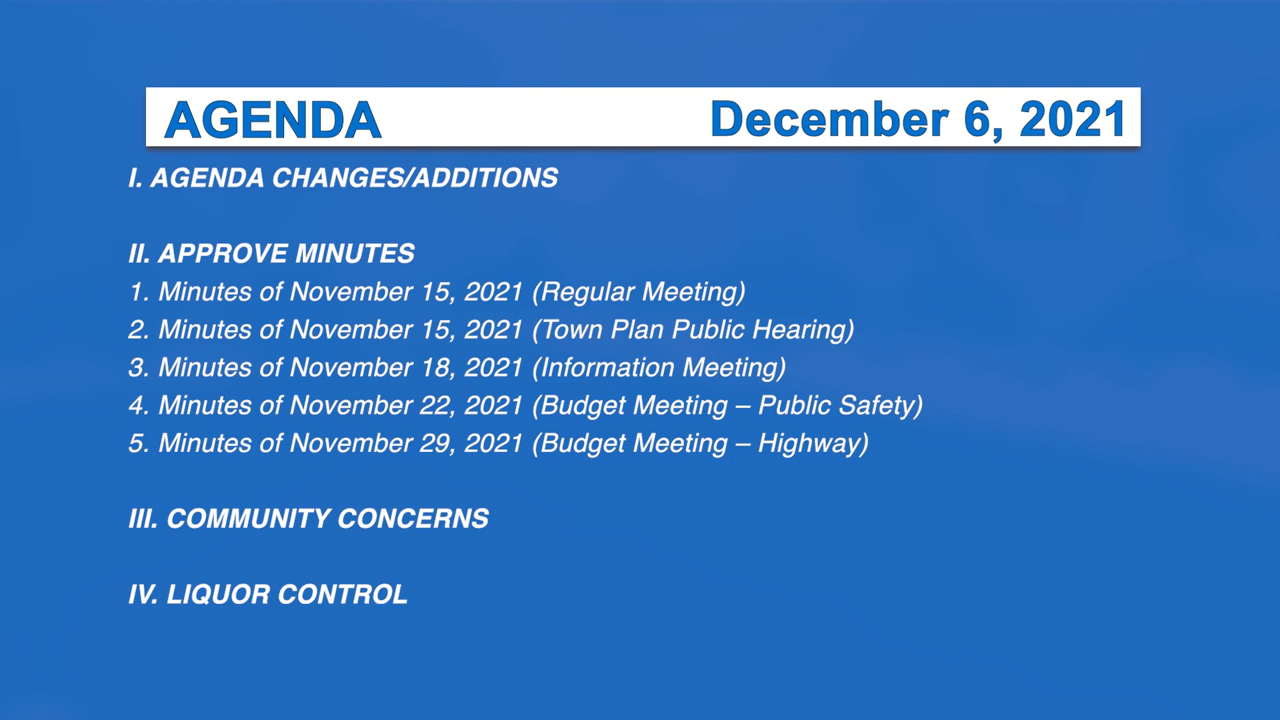 AGENDA December 6, 2021
I. AGENDA CHANGES/ADDITIONS
II. APPROVE MINUTES
1. Minutes of November 15, 2021 (Regular Meeting)
2. Minutes of November 15, 2021 (Town Plan Public Hearing)
3. Minutes of November 18, 2021 (Information Meeting)
4. Minutes of November 22, 2021 (Budget Meeting – Public Safety)
5. Minutes of November 29, 2021 (Budget Meeting – Highway)
III. COMMUNITY CONCERNS
IV. LIQUOR CONTROL